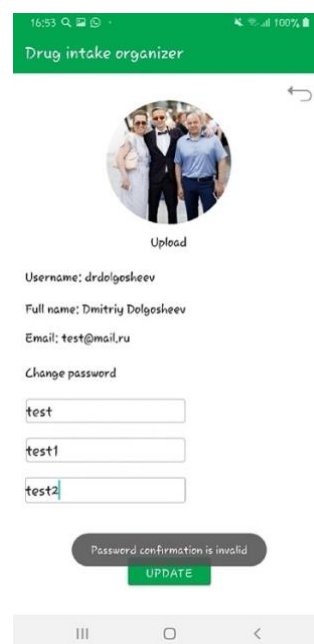 16:53
100%
Drug intake organizer
Upload
Username: drdolgosheev
Full name: Dmitriy Dolgosheev
Email: test@mail.ru
Change password
test
test1
test2
Password confirmation is invalid
UPDATE